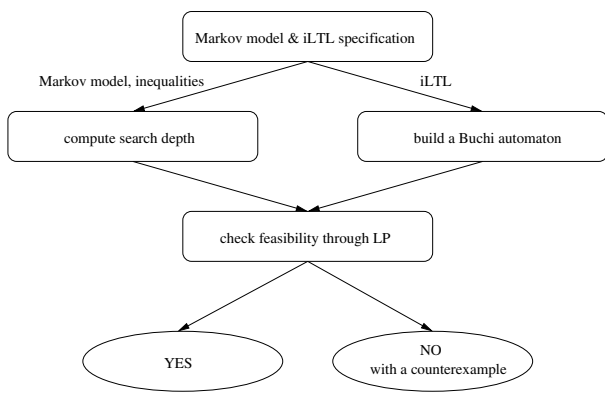 Markov model & iLTL specification
Markov model, inequalities
iLTL
compute search depth
build a Buchi automaton
check feasibility through LP
YES
NO
with a counterexample